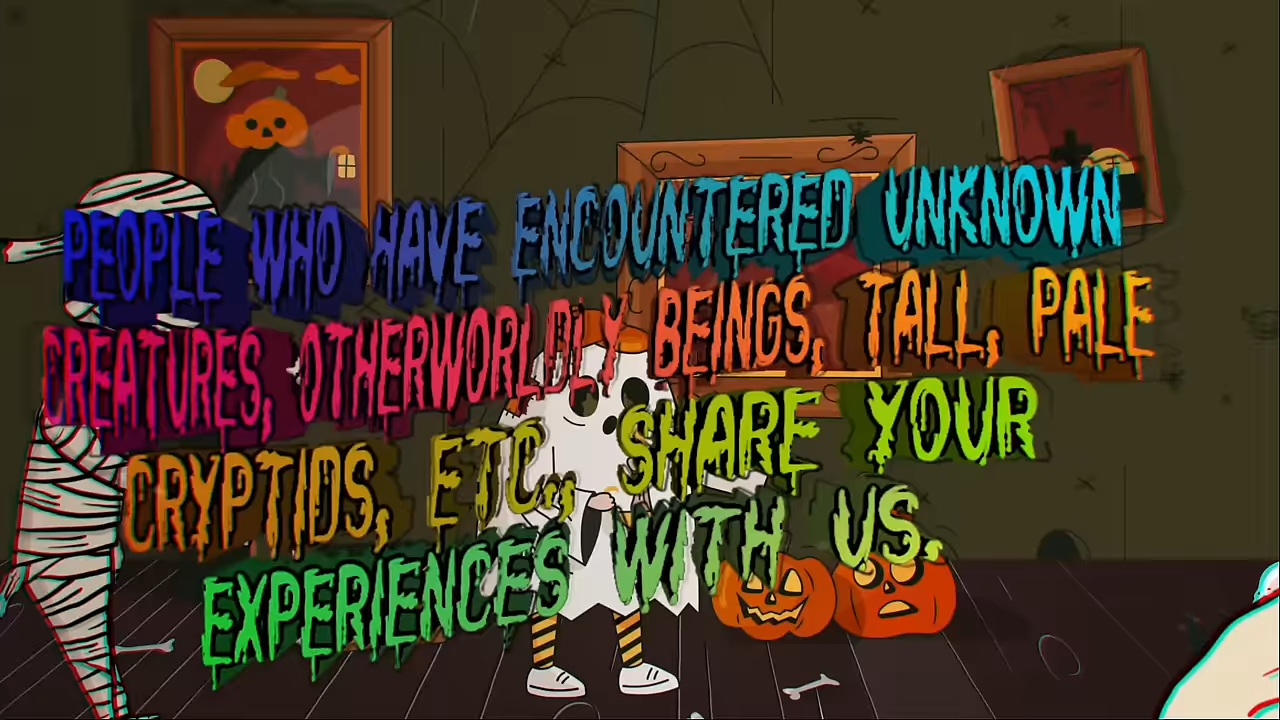 PEOPLE WHO HAVE ENCOUNTERED UNKNOWN
CREATURES, OTHERWORLDLY BEINGS, TALL, PALE
CRYPTIDS, ETC., SHARE YOUR
EXPERIENCES WITH US.